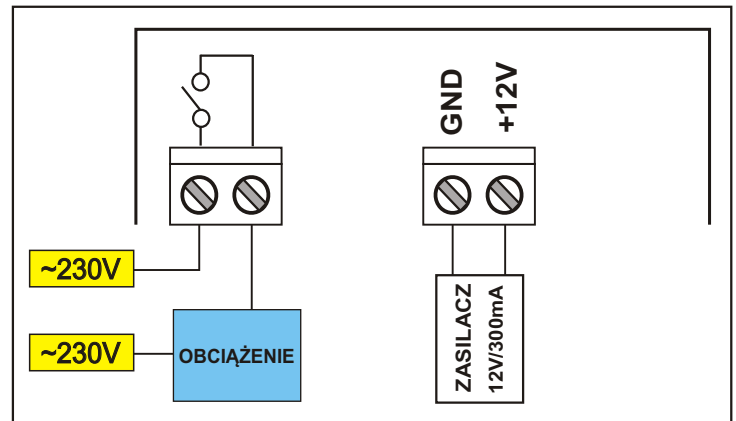 GND
+12V
~230V
~230V
OBCIĄŻENIE
ZASILACZ
12V/300mA